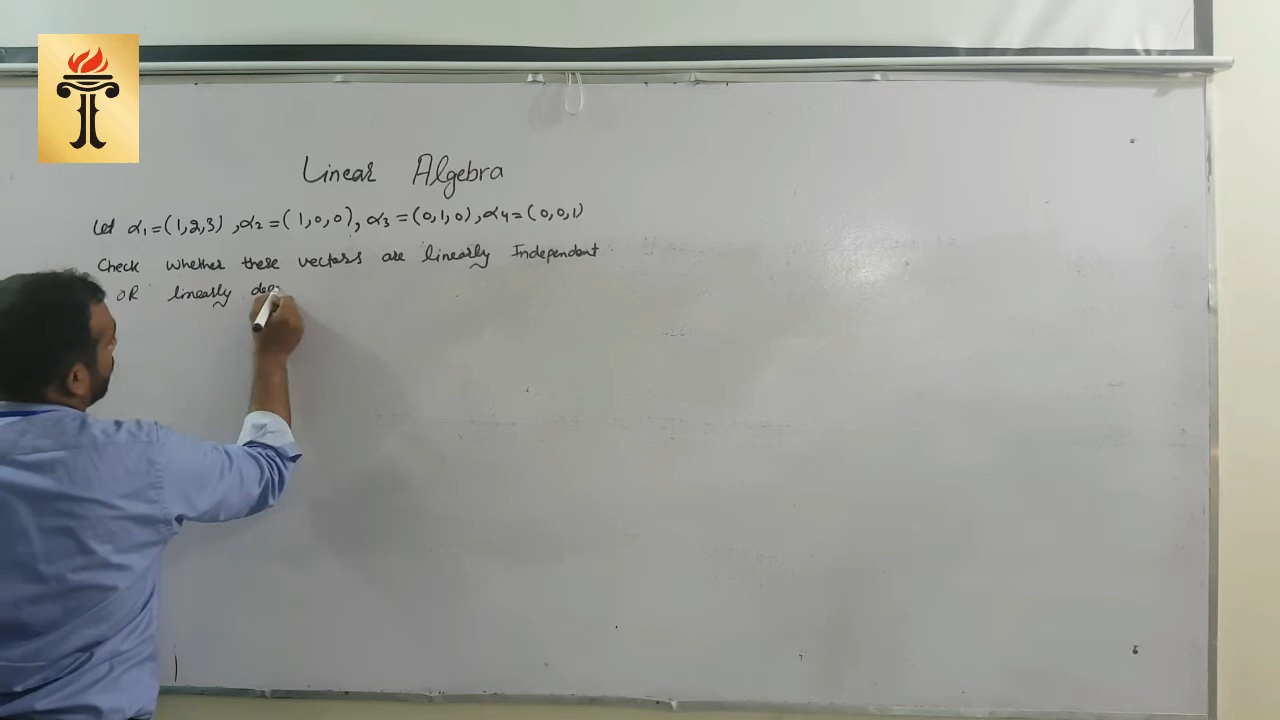 Linear Algebra
Let α1=(1,2,3), α2=(1,0,0), α3=(0,1,0), α4=(0,0,1)
Check whether these vectors are linearly Independent
OR linearly dep